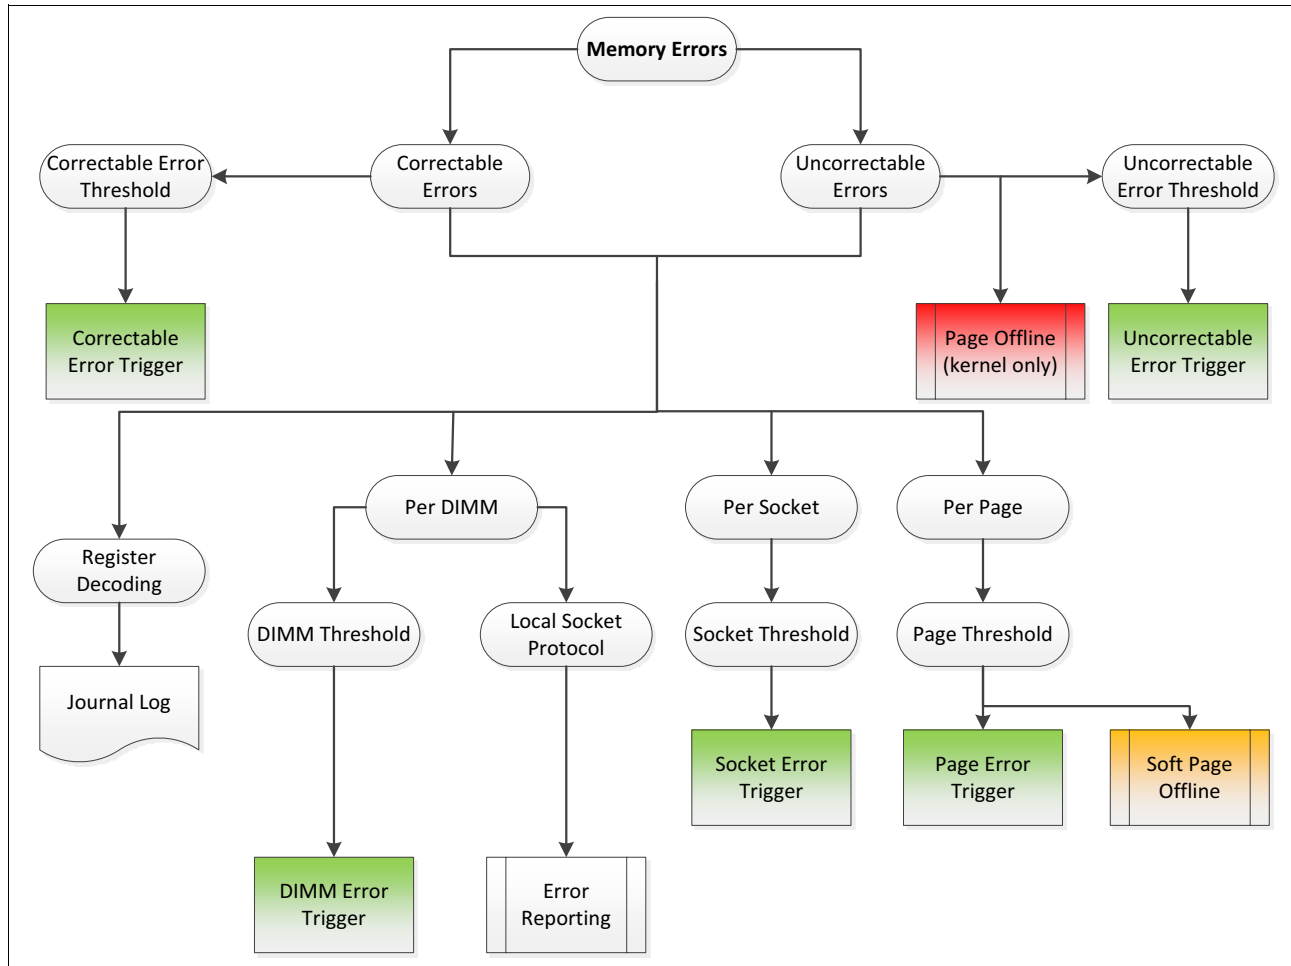 Memory Errors
Correctable Error
Threshold
Correctable
Errors
Uncorrectable
Errors
Uncorrectable
Error Threshold
Correctable
Error Trigger
Page Offline
(kernel only)
Uncorrectable
Error Trigger
Per DIMM
Per Socket
Per Page
Register
Decoding
DIMM Threshold
Local Socket
Protocol
Socket Threshold
Page Threshold
Journal Log
Socket Error
Trigger
Page Error
Trigger
Soft Page
Offline
DIMM Error
Trigger
Error
Reporting